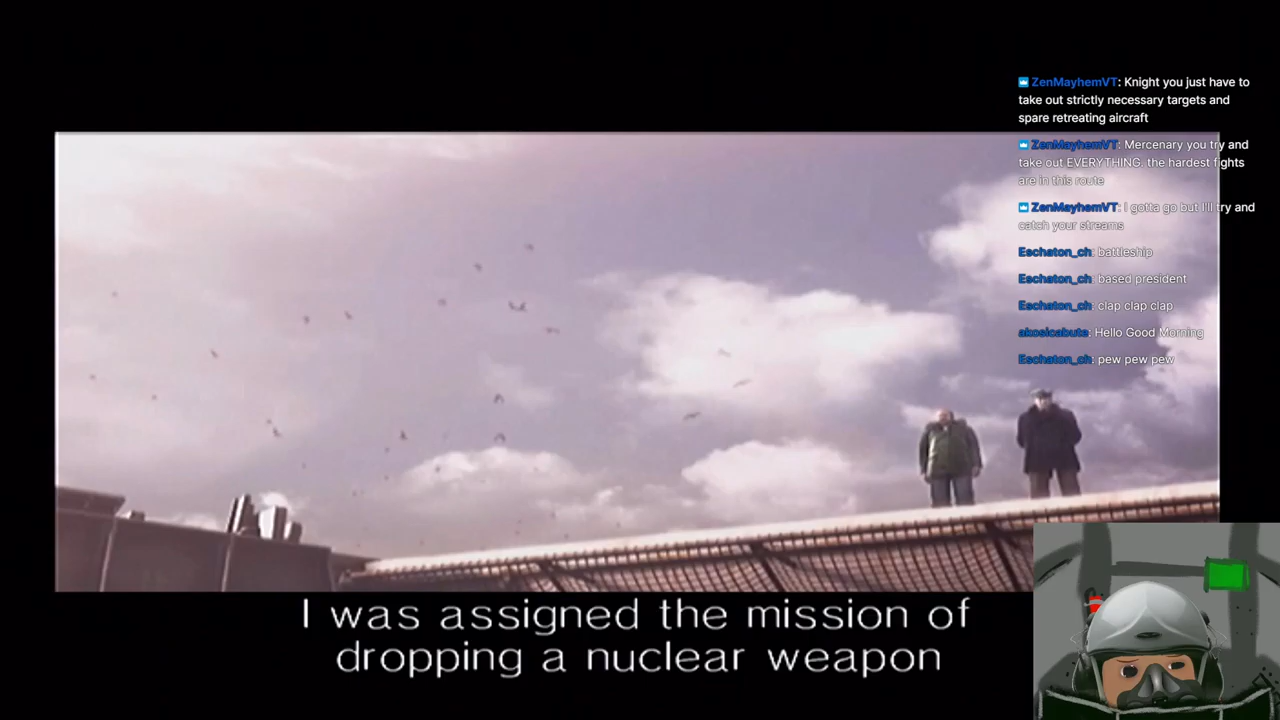 ZenMayhemVT: Knight you just have to
take out strictly necessary targets and
spare retreating aircraft
ZenMayhemVT: Mercenary you try and
take out EVERYTHING. the hardest fights
are in this route
ZenMayhemVT: I gotta go but I'll try and
catch your streams
Eschaton_ch: battleship
Eschaton_ch: based president
Eschaton_ch: clap clap clap
akosicabute: Hello Good Morning
Eschaton_ch: pew pew pew
I was assigned the mission of
dropping a nuclear weapon